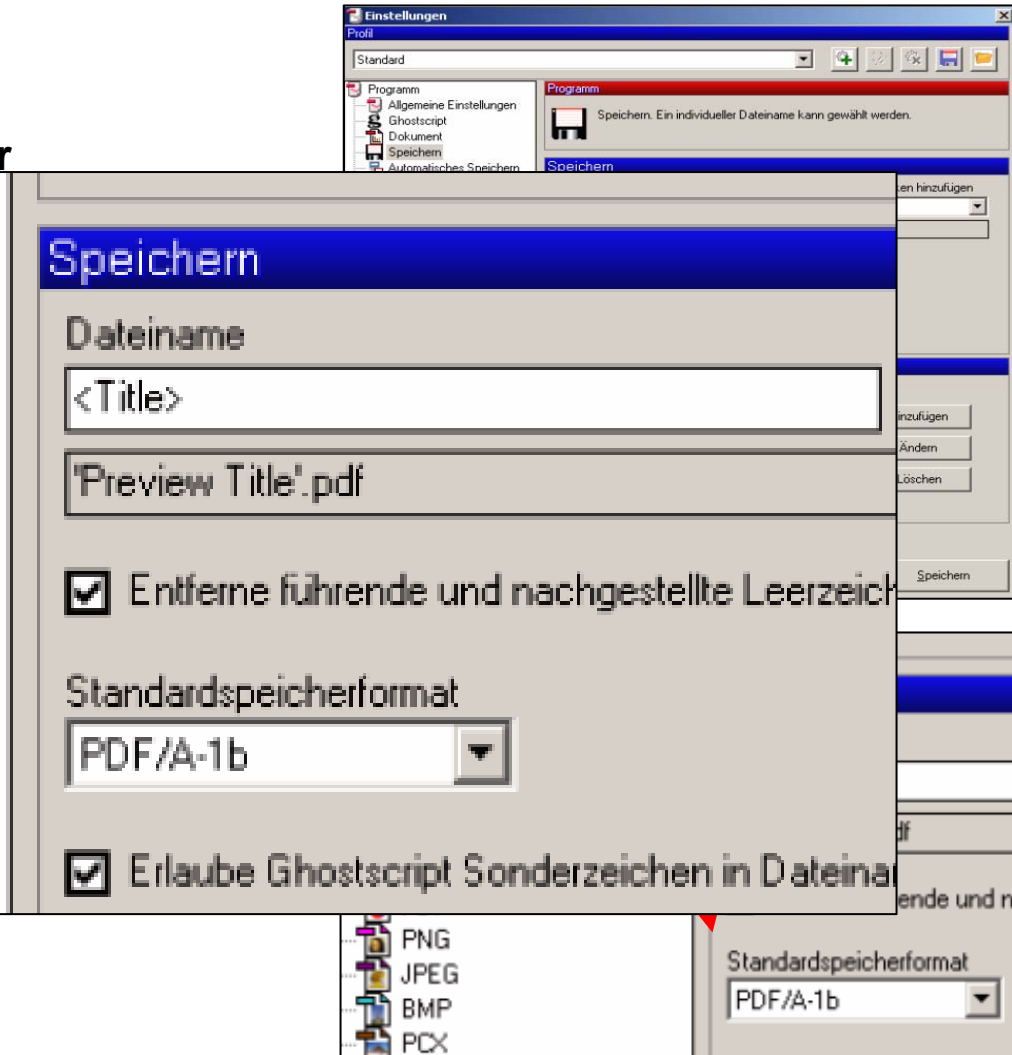 Einstellungen
Profil
Standard
Programm
Allgemeine Einstellungen
Ghostscript
Dokument
Speichern
Automatisches Speichern
Programm
Speichern. Ein individueller Dateiname kann gewählt werden.
Speichern
r
en hinzufügen
inzufügen
Ändern
Löschen
Speichern
Speichern
Dateiname
<Title>
'Preview Title'.pdf
Entferne führende und nachgestellte Leerzeich
Standardspeicherformat
PDF/A-1b
Erlaube Ghostscript Sonderzeichen in Dateina
df
ende und n
PNG
JPEG
BMP
PCX
Standardspeicherformat
PDF/A-1b